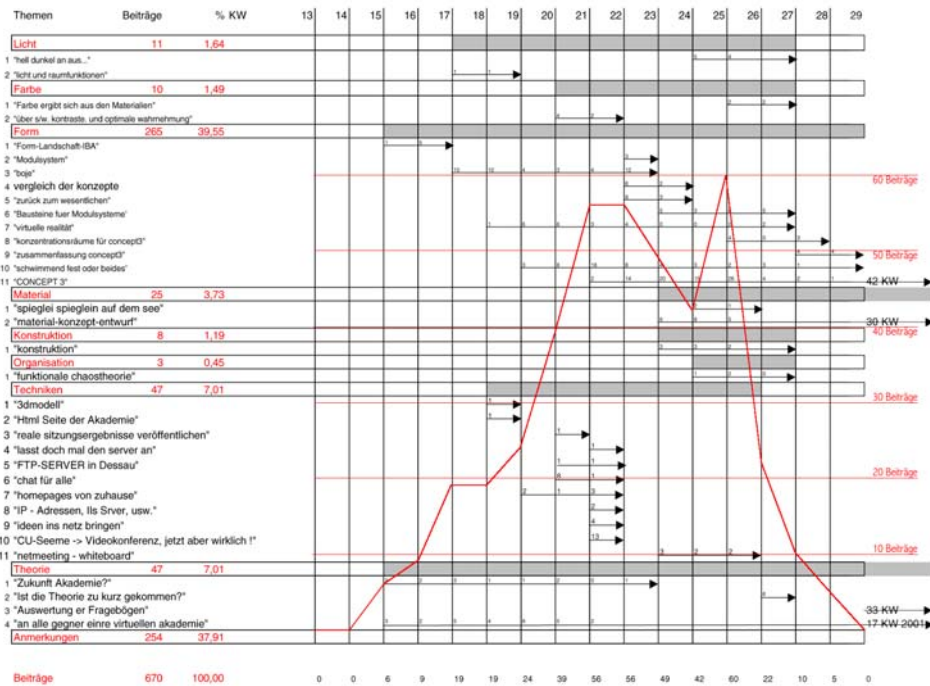 Themen Beiträge % KW 13 14 15 16 17 18 19 20 21 22 23 24 25 26 27 28 29
Licht 11 1,64
1 "hell dunkel an aus..."
2 "licht und raumfunktionen"
Farbe 10 1,49
1 "Farbe ergibt sich aus den Materialien"
2 "über s/w. kontraste. und optimale wahrnehmung"
Form 265 39,55
1 "Form-Landschaft-IBA"
2 "Modulsystem"
3 "boje"
60 Beiträge
4 vergleich der konzepte
5 "zurück zum wesentlichen"
6 "Bausteine fuer Modulsysteme'
7 "virtuelle realität"
8 "konzentrationsräume für concept3"
9 "zusammenfassung concept3"
50 Beiträge
10 "schwimmend fest oder beides"
11 "CONCEPT 3" 42 KW
Material 25 3,73
1 "spieglei spieglein auf dem see"
2 "material-konzept-entwurf" 30 KW
Konstruktion 8 1,19 40 Beiträge
1 "konstruktion"
Organisation 3 0,45
1 "funktionale chaostheorie"
Techniken 47 7,01
30 Beiträge
1 "3dmodell"
2 "Html Seite der Akademie"
3 "reale sitzungsergebnisse veröffentlichen"
4 "lasst doch mal den server an"
5 "FTP-SERVER in Dessau"
20 Beiträge
6 "chat für alle"
7 "homepages von zuhause"
8 "IP - Adressen, IIs Srver, usw."
9 "ideen ins netz bringen"
10 "CU-Seeme -> Videokonferenz, jetzt aber wirklich !"
10 Beiträge
11 "netmeeting - whiteboard"
Theorie 47 7,01
1 "Zukunft Akademie?"
2 "Ist die Theorie zu kurz gekommen?"
3 "Auswertung er Fragebögen" 33 KW
4 "an alle gegner einre virtuellen akademie" 17 KW 2001
Anmerkungen 254 37,91
Beiträge 670 100,00 0 0 6 9 19 19 24 39 56 56 49 42 60 22 10 5 0